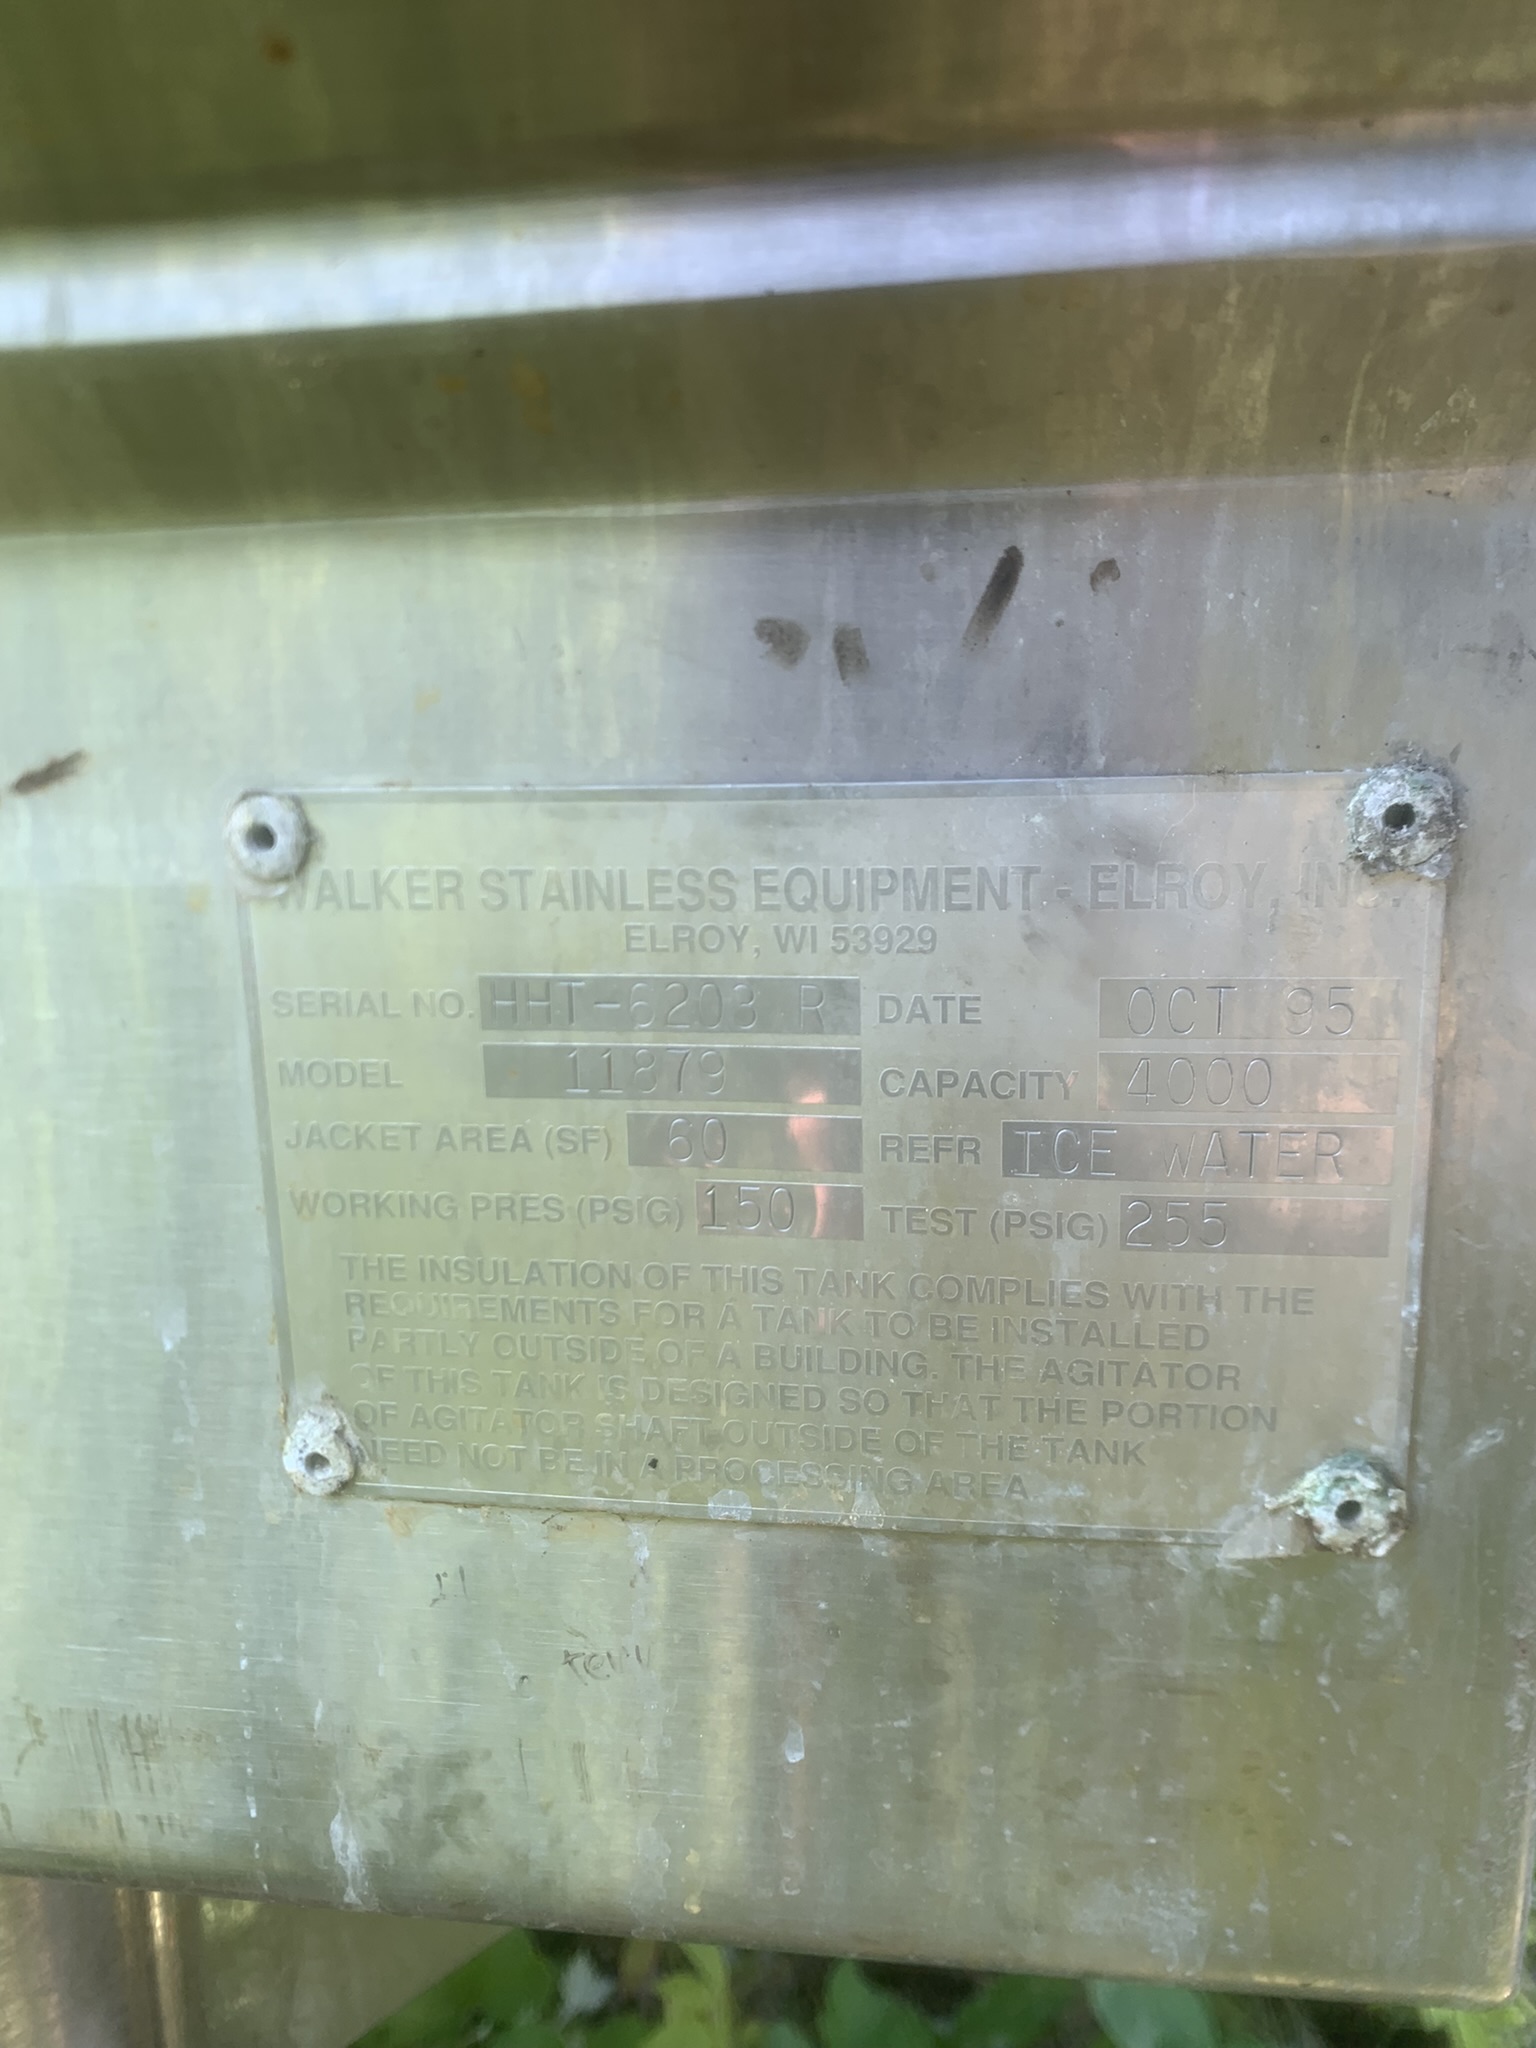 WALKER STAINLESS EQUIPMENT - ELROY, INC.
ELROY, WI 53929
SERIAL NO. HHT-6203 R DATE OCT 95
MODEL 11879 CAPACITY 4000
JACKET AREA (SF) 60 REFR ICE WATER
WORKING PRES (PSIG) 150 TEST (PSIG) 255
THE INSULATION OF THIS TANK COMPLIES WITH THE
REQUIREMENTS FOR A TANK TO BE INSTALLED
PARTLY OUTSIDE OF A BUILDING. THE AGITATOR
OF THIS TANK IS DESIGNED SO THAT THE PORTION
OF AGITATOR SHAFT OUTSIDE OF THE TANK
NEED NOT BE IN A PROCESSING AREA